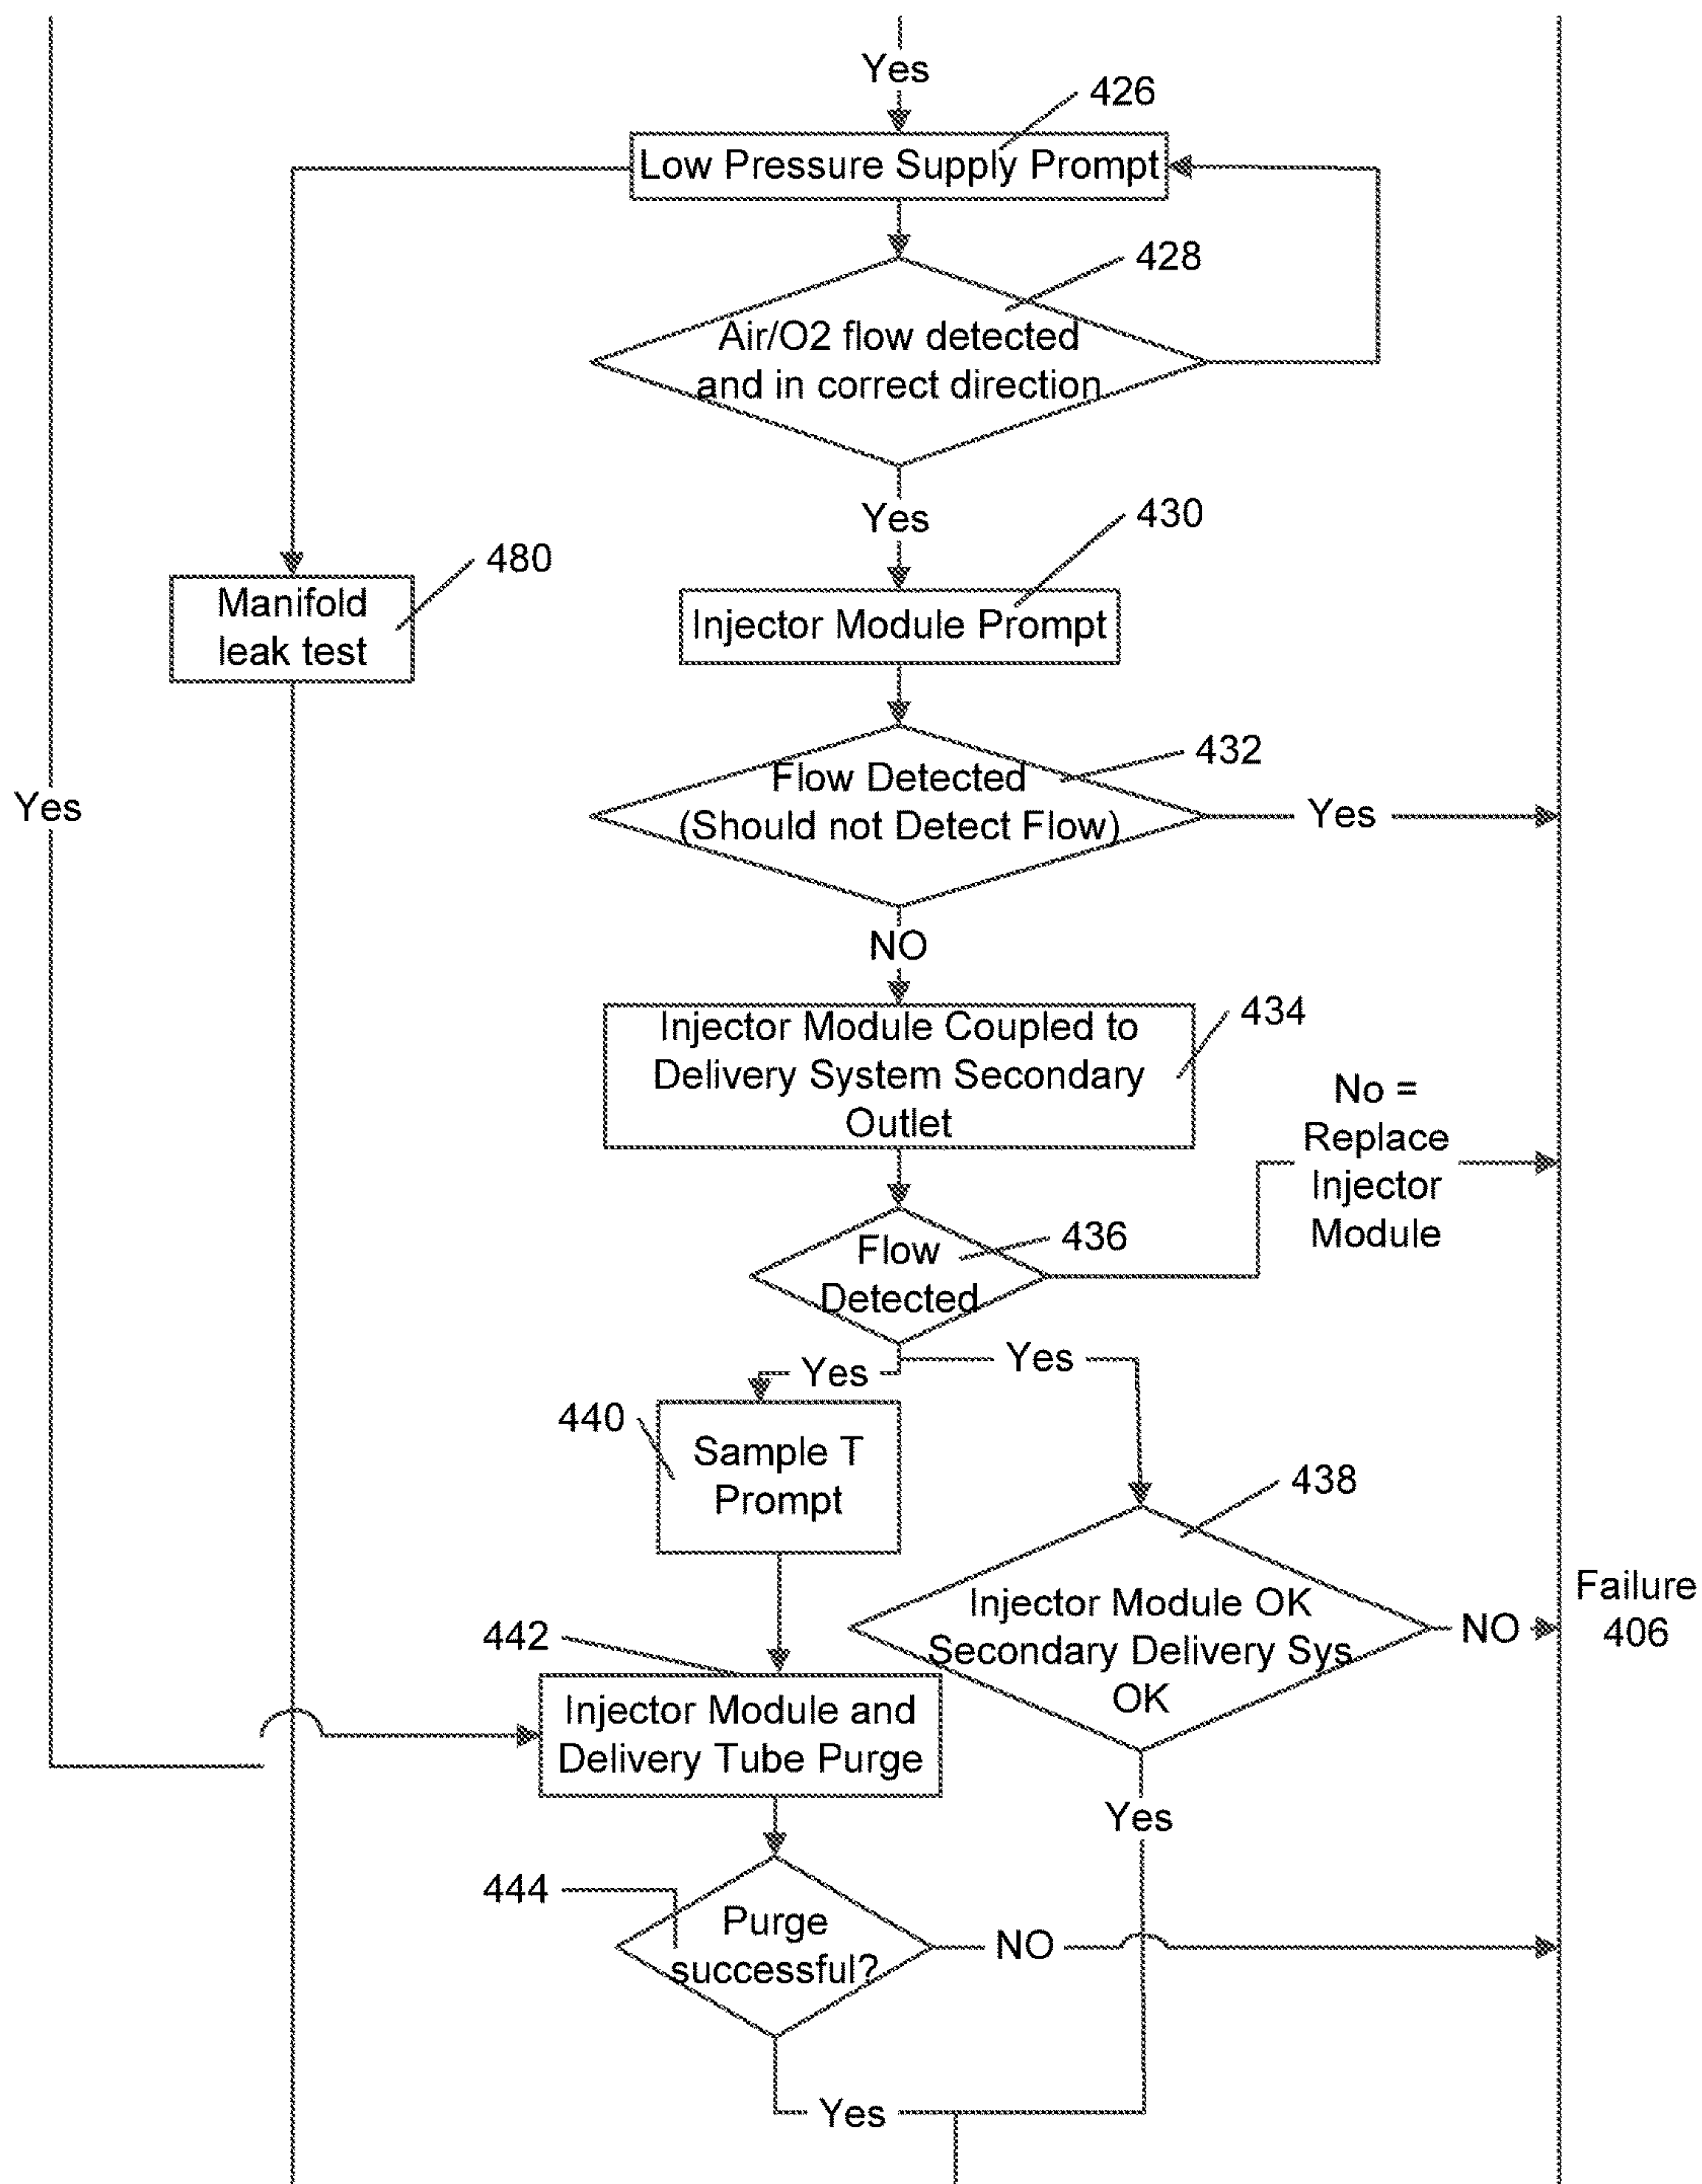 Yes
426
Low Pressure Supply Prompt
428
Air/O2 flow detected
and in correct direction
Yes
430
480
Manifold
leak test
Injector Module Prompt
432
Flow Detected
(Should not Detect Flow)
Yes
Yes
NO
434
Injector Module Coupled to
Delivery System Secondary
Outlet
No =
Replace
Injector
Module
436
Flow
Detected
Yes
Yes
440
Sample T
Prompt
438
Injector Module OK
Secondary Delivery Sys
OK
NO
Failure
406
442
Injector Module and
Delivery Tube Purge
Yes
444
Purge
successful?
NO
Yes